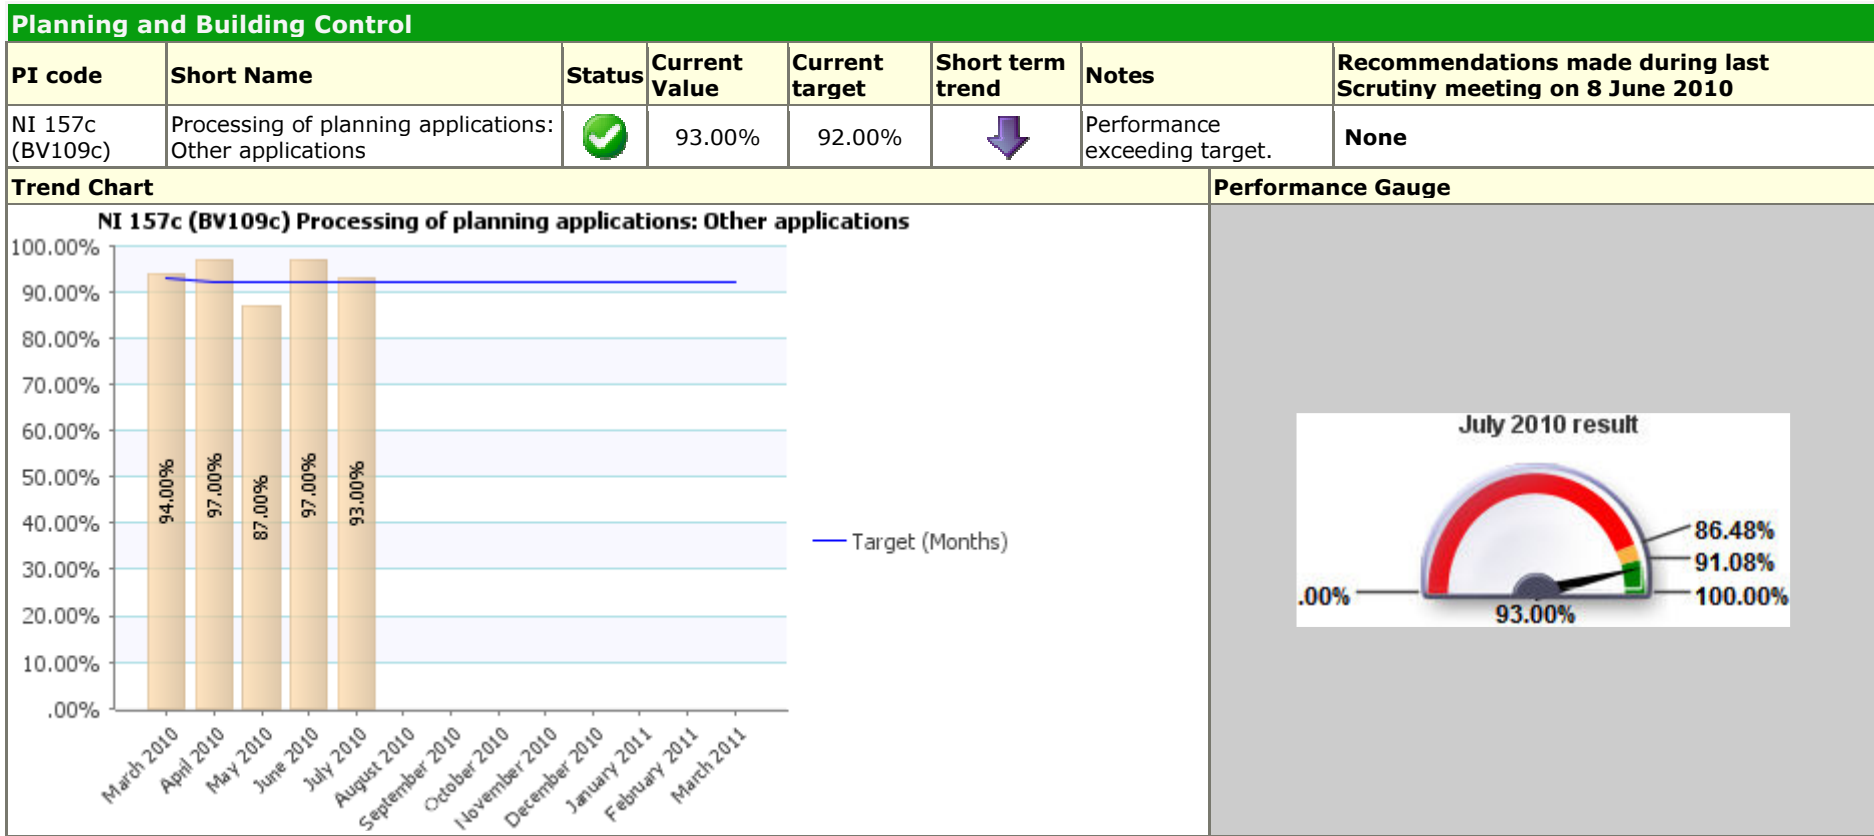 Planning and Building Control
PI code
Short Name
Status
Current
Value
Current
target
Short term
trend
Notes
Recommendations made during last
Scrutiny meeting on 8 June 2010
NI 157c
(BV109c)
Processing of planning applications:
Other applications
93.00%
92.00%
Performance
exceeding target.
None
Trend Chart
Performance Gauge
NI 157c (BV109c) Processing of planning applications: Other applications
100.00%
90.00%
80.00%
70.00%
60.00%
50.00%
40.00%
30.00%
20.00%
10.00%
.00%
94.00%
97.00%
87.00%
97.00%
93.00%
March 2010
April 2010
May 2010
June 2010
July 2010
August 2010
September 2010
October 2010
November 2010
December 2010
January 2011
February 2011
March 2011
Target (Months)
July 2010 result
86.48%
91.08%
100.00%
.00%
93.00%